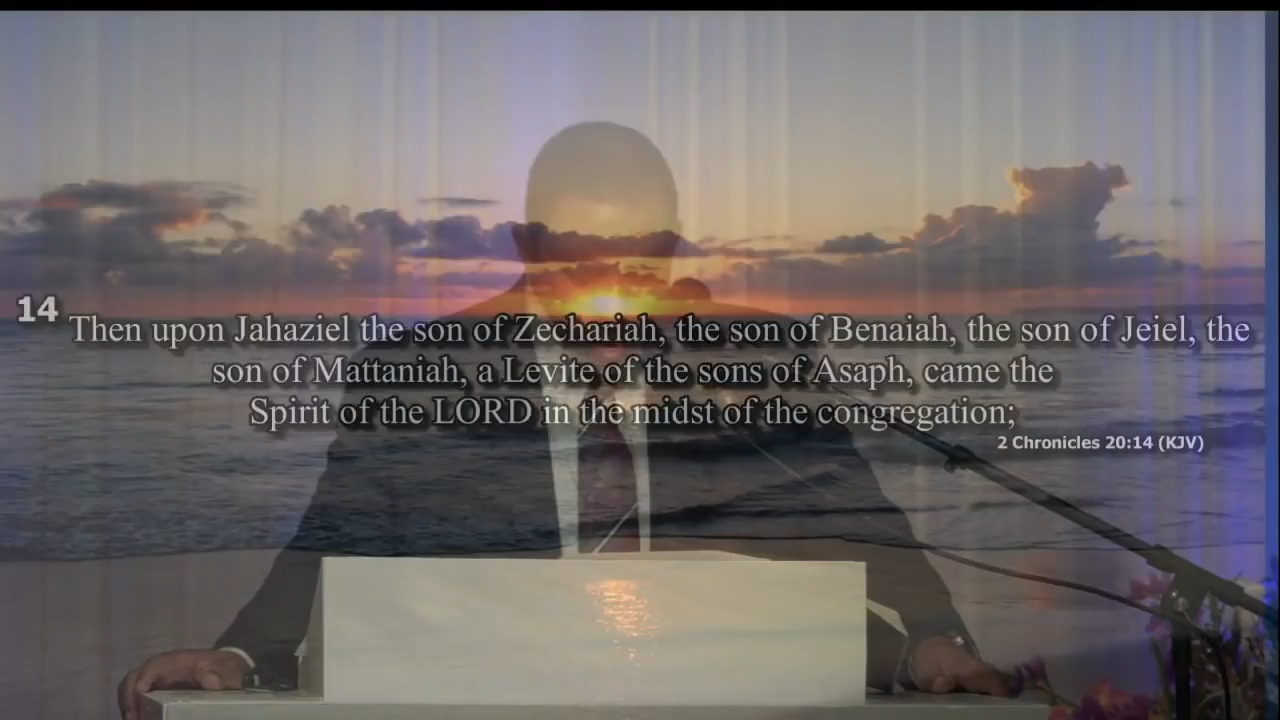 14
Then upon Jahaziel the son of Zechariah, the son of Benaiah, the son of Jeiel, the
son of Mattaniah, a Levite of the sons of Asaph, came the
Spirit of the LORD in the midst of the congregation;
2 Chronicles 20:14 (KJV)